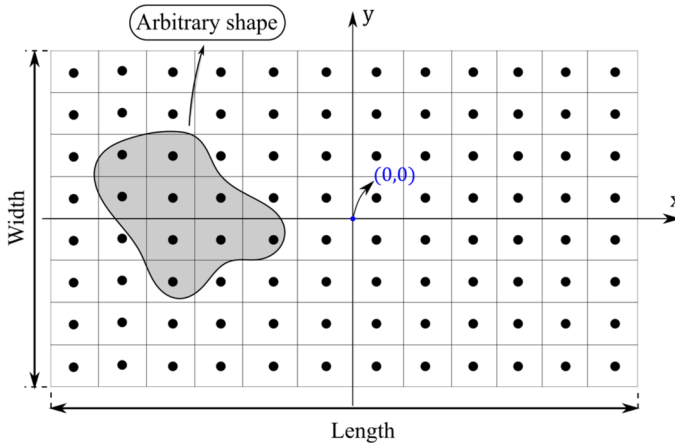 Arbitrary shape
y
(0,0)
x
Width
Length